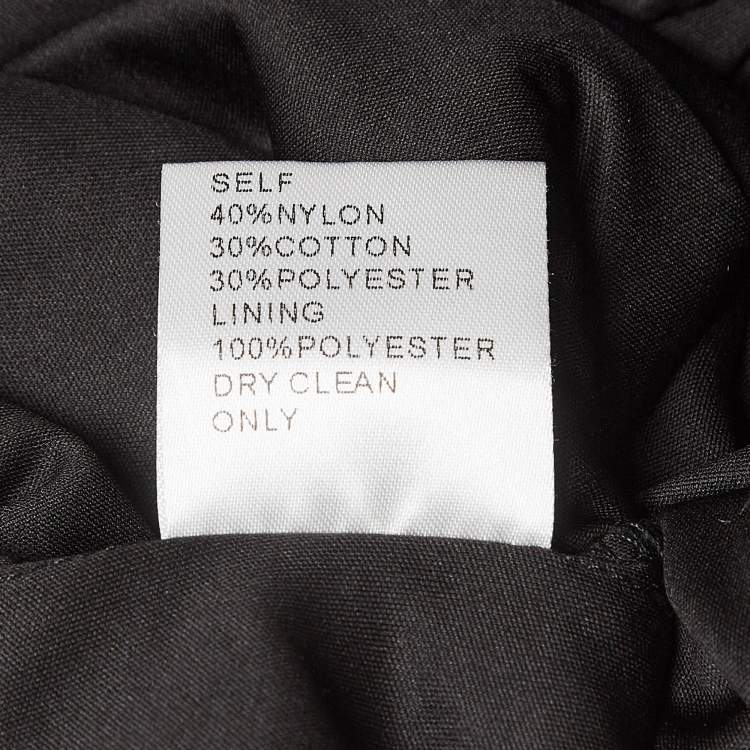 SELF
40%NYLON
30%COTTON
30%POLYESTER
LINING
100%POLYESTER
DRY CLEAN
ONLY